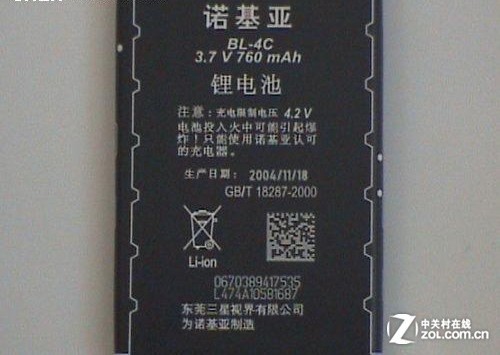 诺基亚
BL-4C
3.7 V 760 mAh
锂电池
注意: 充电限制电压 4.2 V
电池投入火中可能引起爆
炸!只能使用诺基亚认可
的充电器。
生产日期: 2004/11/18
GB/T 18287-2000
Li-ion
0670389417535
L474A10581687
东莞三星视界有限公司
为诺基亚制造
中关村在线
zol.com.cn